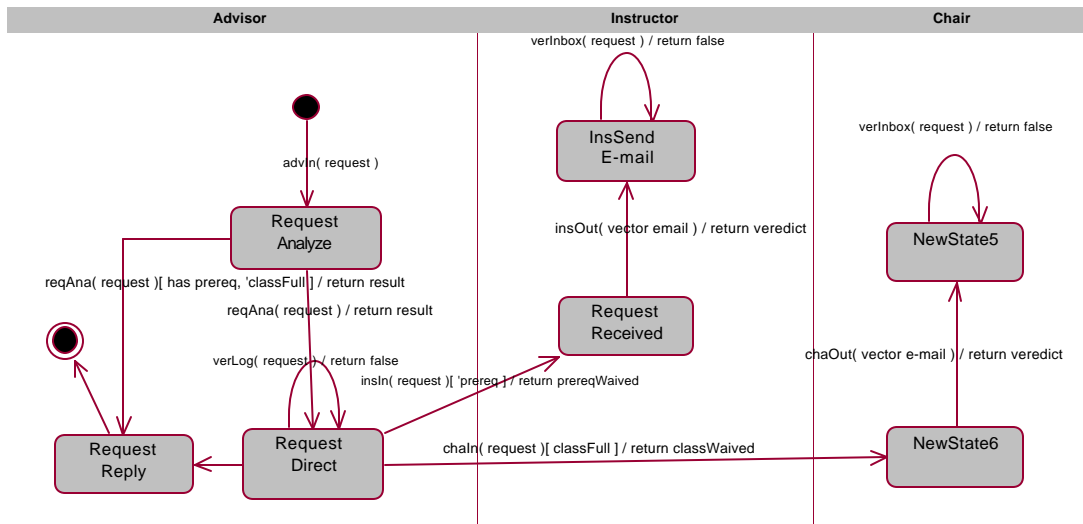 Advisor
Instructor
Chair
verInbox( request ) / return false
InsSend
E-mail
verInbox( request ) / return false
advIn( request )
Request
Analyze
insOut( vector email ) / return veredict
NewState5
reqAna( request )[ has prereq, 'classFull ] / return result
reqAna( request ) / return result
Request
Received
chaOut( vector e-mail ) / return veredict
verLog( request ) / return false
insIn( request )[ 'prereq ] / return prereqWaived
Request
Reply
Request
Direct
chaIn( request )[ classFull ] / return classWaived
NewState6